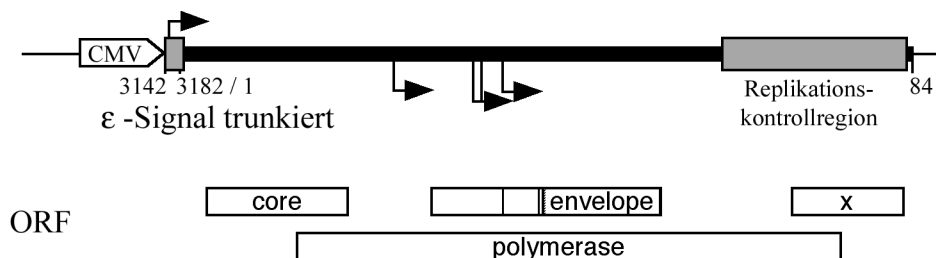 CMV
3142 3182 / 1
84
ε -Signal trunkiert
Replikations-
kontrollregion
ORF
core
envelope
x
polymerase